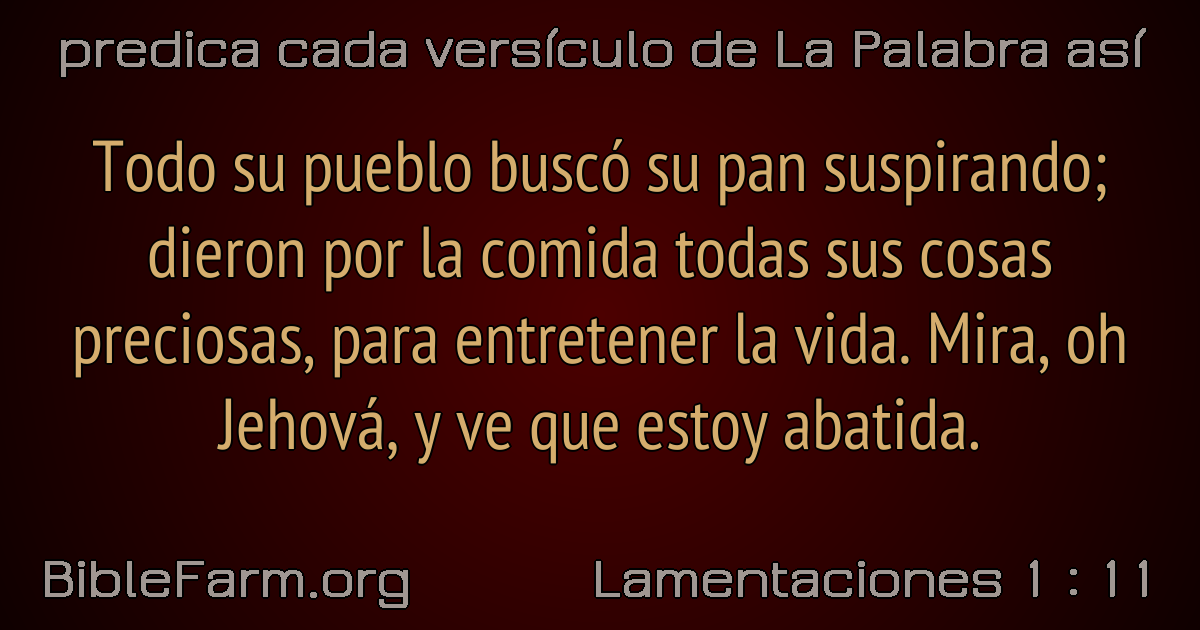 predica cada versículo de La Palabra así
Todo su pueblo buscó su pan suspirando;
dieron por la comida todas sus cosas
preciosas, para entretener la vida. Mira, oh
Jehová, y ve que estoy abatida.
BibleFarm.org
Lamentaciones 1 : 11